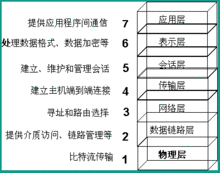 提供应用程序间通信 7 应用层
处理数据格式、数据加密等 6 表示层
建立、维护和管理会话 5 会话层
建立主机端到端连接 4 传输层
寻址和路由选择 3 网络层
提供介质访问、链路管理等 2 数据链路层
比特流传输 1 物理层